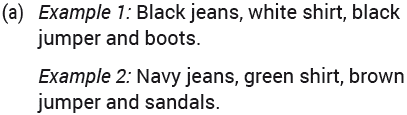 (a) Example 1: Black jeans, white shirt, black
jumper and boots.
Example 2: Navy jeans, green shirt, brown
jumper and sandals.